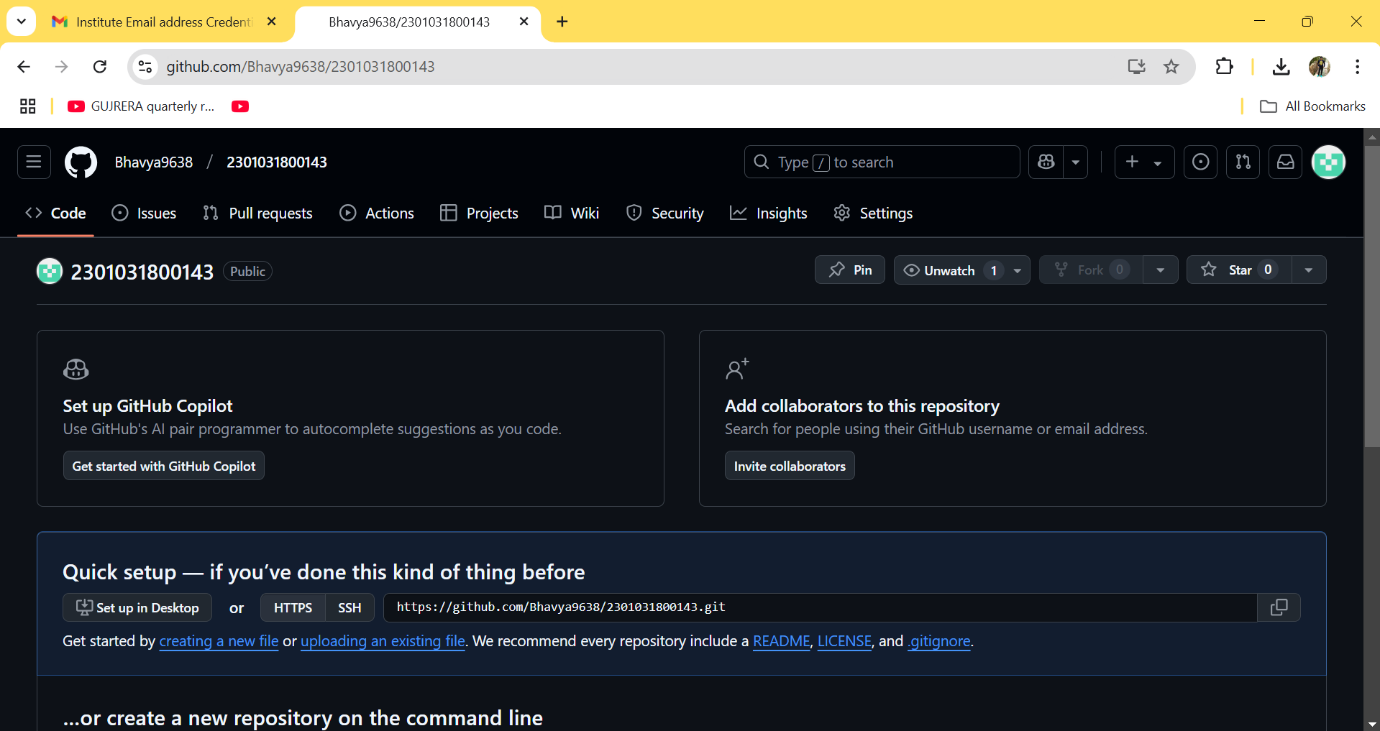 Institute Email address Credenti
Bhavya9638/2301031800143
github.com/Bhavya9638/2301031800143
GUJRERA quarterly r...
All Bookmarks
Bhavya9638 / 2301031800143
Type / to search
Code Issues Pull requests Actions Projects Wiki Security Insights Settings
2301031800143 Public
Pin Unwatch 1 Fork 0 Star 0
Set up GitHub Copilot
Use GitHub's AI pair programmer to autocomplete suggestions as you code.
Get started with GitHub Copilot
Add collaborators to this repository
Search for people using their GitHub username or email address.
Invite collaborators
Quick setup — if you’ve done this kind of thing before
Set up in Desktop or HTTPS SSH https://github.com/Bhavya9638/2301031800143.git
Get started by creating a new file or uploading an existing file. We recommend every repository include a README, LICENSE, and .gitignore.
…or create a new repository on the command line